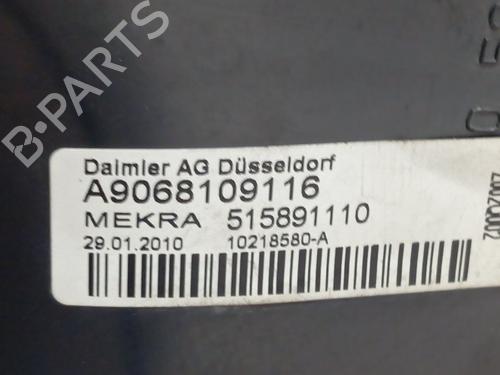 Daimler AG Düsseldorf
A9068109116
MEKRA 515891110
29.01.2010 10218580-A
B-PARTS